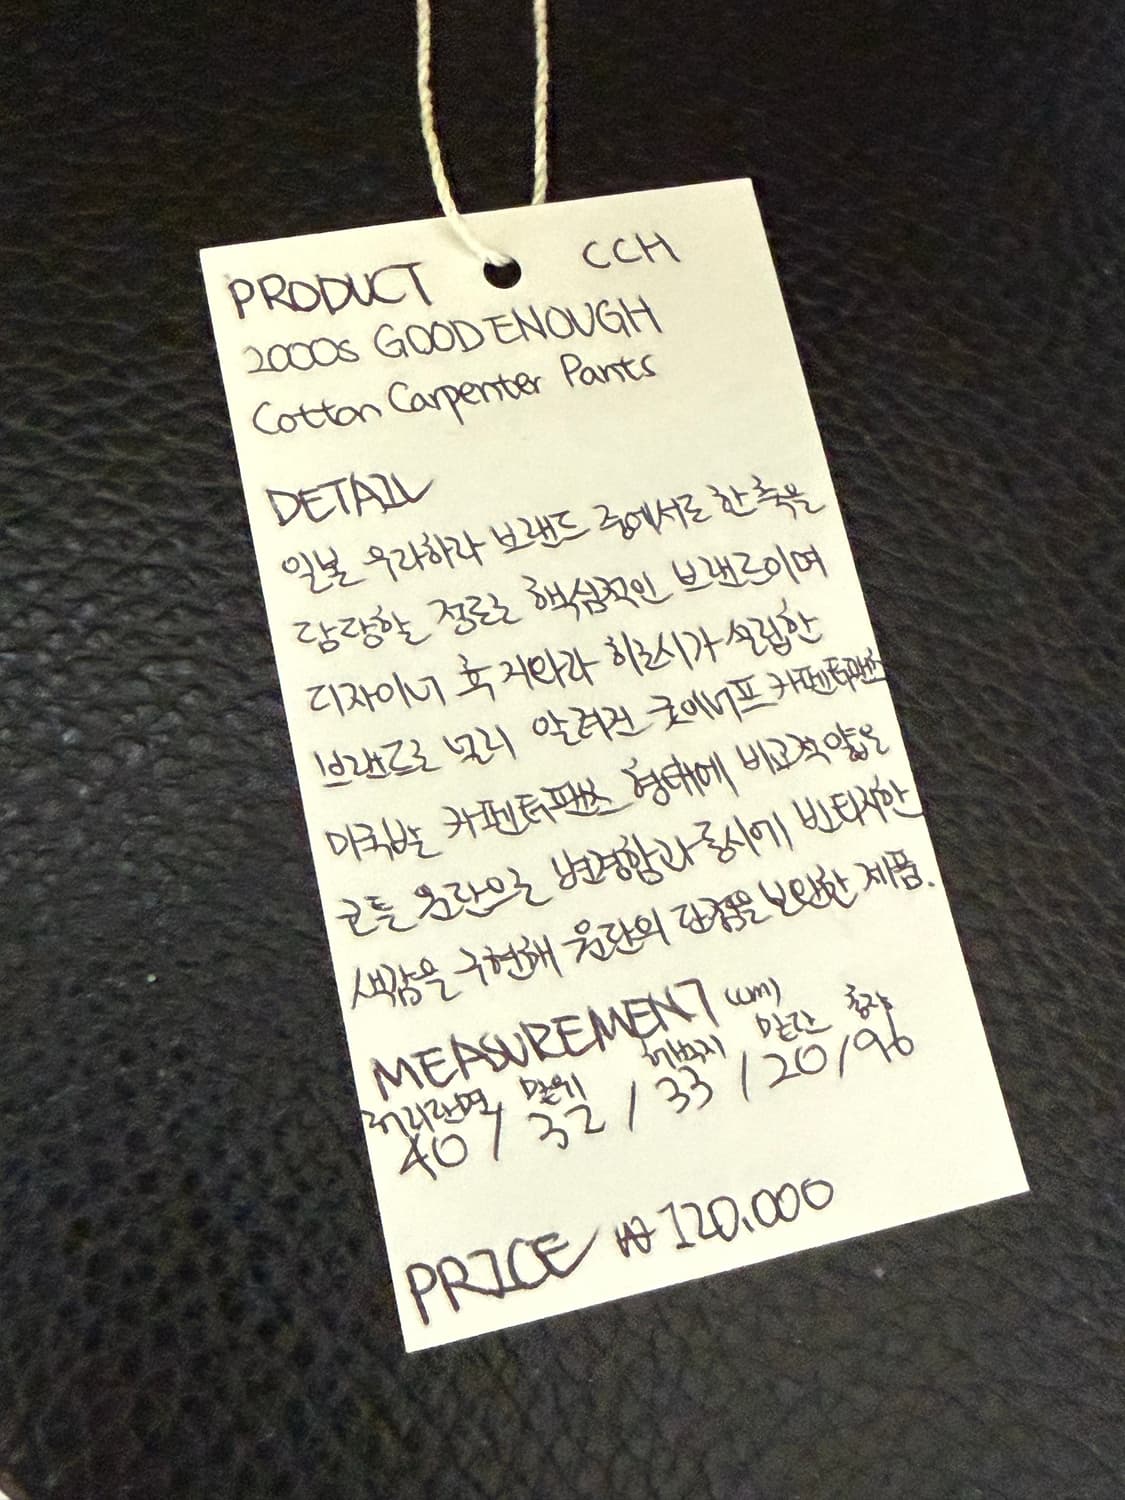 PRODUCT CCH
2000s GOODENOUGH
Cotton Carpenter Pants
DETAIL
일본 우라하라 브랜드 중에서도 한 축을
담당할 정도로 핵심적인 브랜드이며
디자이너 혹 지와라 히로시가 설립한
브랜드로 널리 알려진 굿이너프 카펜터팬츠
미국발 카펜터팬츠 형태에 비교적 얇은
코튼 원단으로 변경함과 동시에 빈티지한
색감을 구현해 원단의 단점을 보완한 제품.
MEASUREMENT (cm)
허리단면 밑위 허벅지 밑단 총장
40 / 32 / 33 / 20 / 96
PRICE ₩120.000